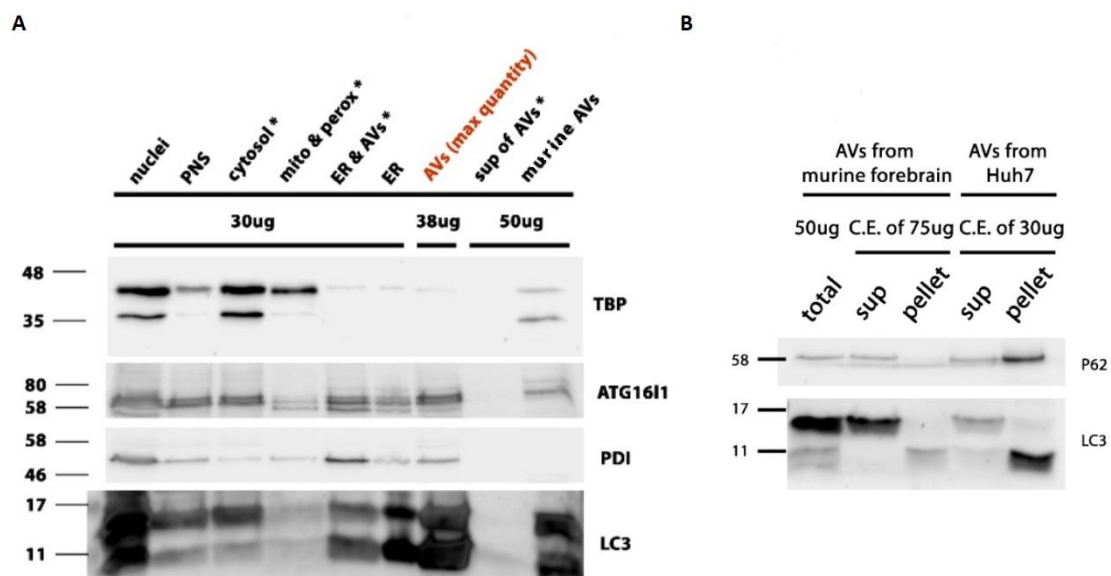 A
nuclei
PNS
cytosol *
mito & perox *
ER & AVs *
ER
AVs (max quantity)
sup of AVs *
murine AVs
30ug
38ug
50ug
48
35
TBP
80
58
ATG16l1
58
46
PDI
17
11
LC3
B
AVs from
murine forebrain
AVs from
Huh7
50ug
C.E. of 75ug
C.E. of 30ug
total
sup
pellet
sup
pellet
58
P62
17
11
LC3